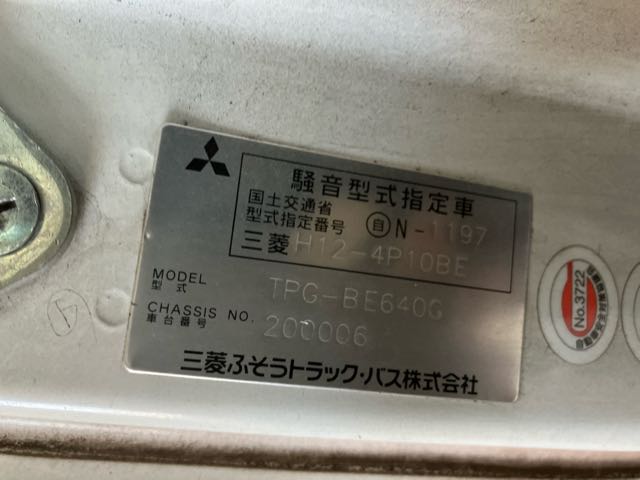 騒音型式指定車
国土交通省
型式指定番号 自 N-1197
三菱 H12-4P10BE
MODEL
型式 TPG-BE640G
CHASSIS NO.
車台番号 200006
三菱ふそうトラック・バス株式会社
No.3722